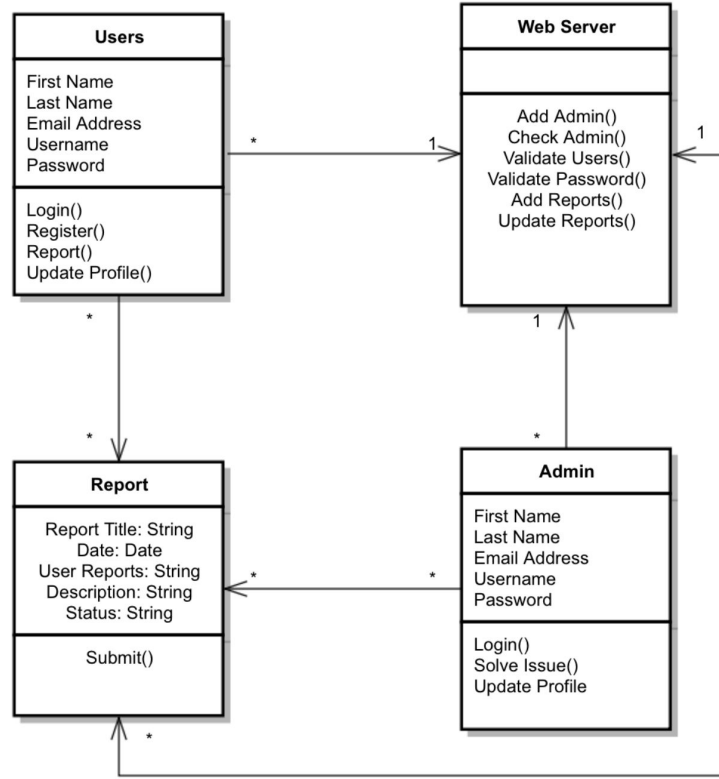 Users
First Name
Last Name
Email Address
Username
Password
Login()
Register()
Report()
Update Profile()
*
1
Web Server
Add Admin()
Check Admin()
Validate Users()
Validate Password()
Add Reports()
Update Reports()
1
*
*
1
*
Report
Report Title: String
Date: Date
User Reports: String
Description: String
Status: String
Submit()
*
*
Admin
First Name
Last Name
Email Address
Username
Password
Login()
Solve Issue()
Update Profile
*